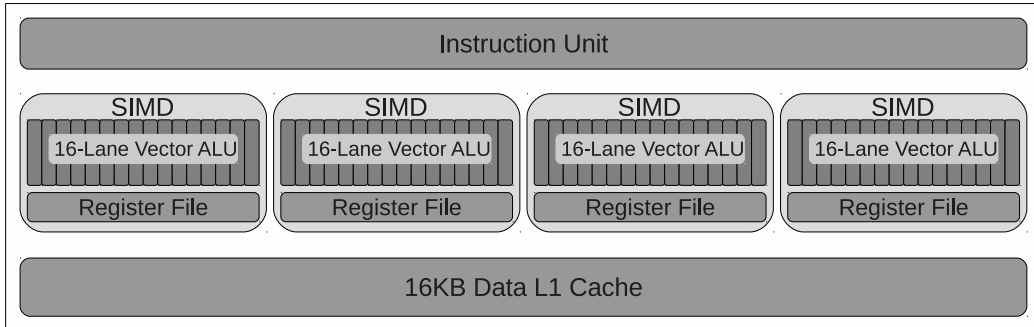 Instruction Unit
SIMD SIMD SIMD SIMD
16-Lane Vector ALU 16-Lane Vector ALU 16-Lane Vector ALU 16-Lane Vector ALU
Register File Register File Register File Register File
16KB Data L1 Cache